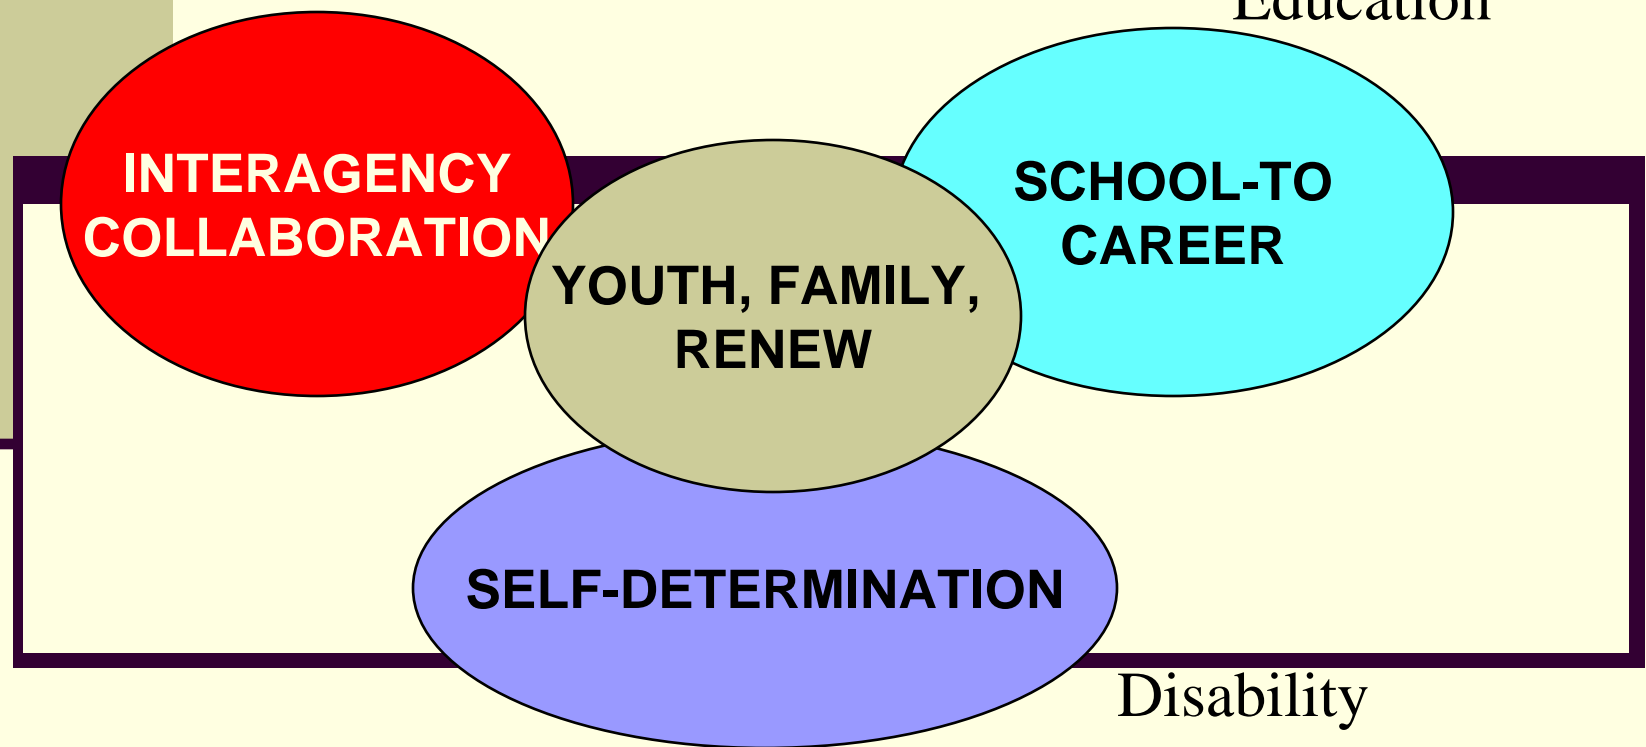 Education
INTERAGENCY
COLLABORATION
SCHOOL-TO
CAREER
YOUTH, FAMILY,
RENEW
SELF-DETERMINATION
Disability